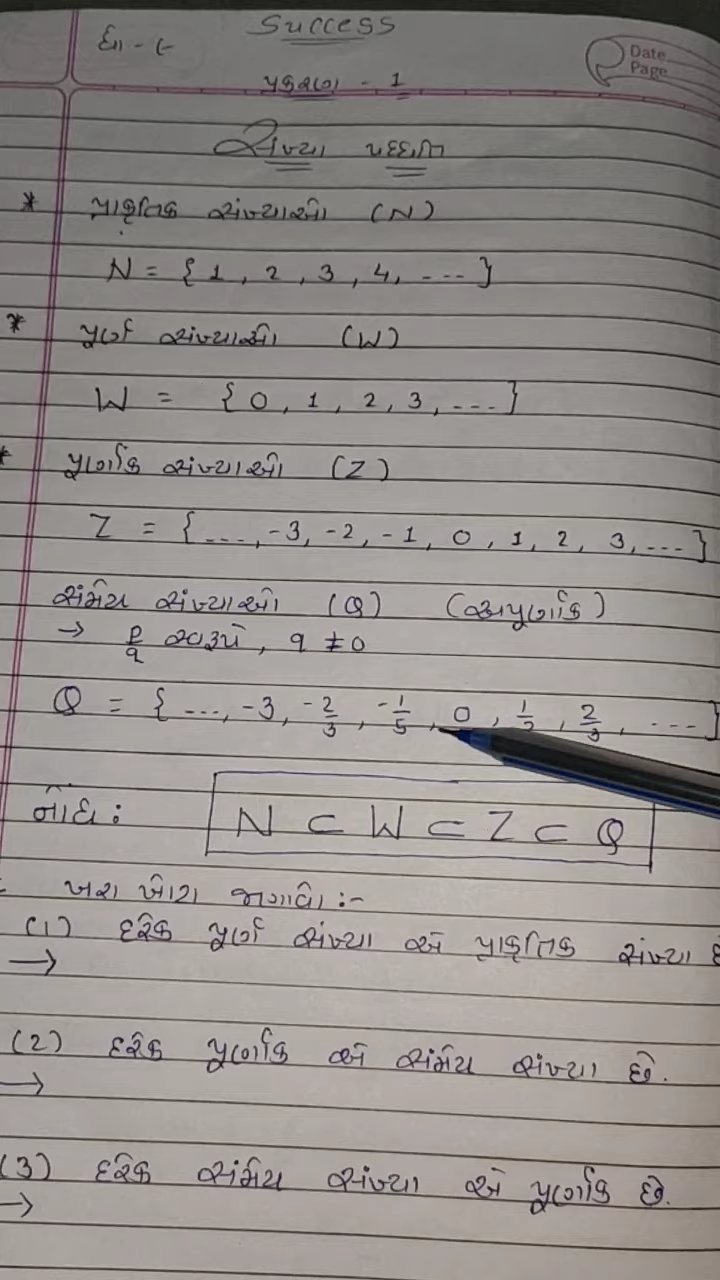 Success
ધો - ૯
Date
Page
પ્રકરણ - 1
સંખ્યા પદ્ધતિ
* પ્રાકૃતિક સંખ્યાઓ (N)
N = { 1, 2, 3, 4, --- }
* પૂર્ણ સંખ્યાઓ (W)
W = { 0, 1, 2, 3, --- }
* પૂર્ણાંક સંખ્યાઓ (Z)
Z = { ---, -3, -2, -1, 0, 1, 2, 3, --- }
સંમેય સંખ્યાઓ (Q) (અપૂર્ણાંક)
→ p/q સ્વરૂપે, q ≠ 0
Q = { ---, -3, -2/3, -1/5, 0, 1/2, 2/3, --- }
નોંધ : N ⊂ W ⊂ Z ⊂ Q
ખરા ખોટા જણાવો :-
(1) દરેક પૂર્ણ સંખ્યા એ પ્રાકૃતિક સંખ્યા
→
(2) દરેક પૂર્ણાંક એ સંમેય સંખ્યા છે.
→
(3) દરેક સંમેય સંખ્યા એ પૂર્ણાંક છે.
→